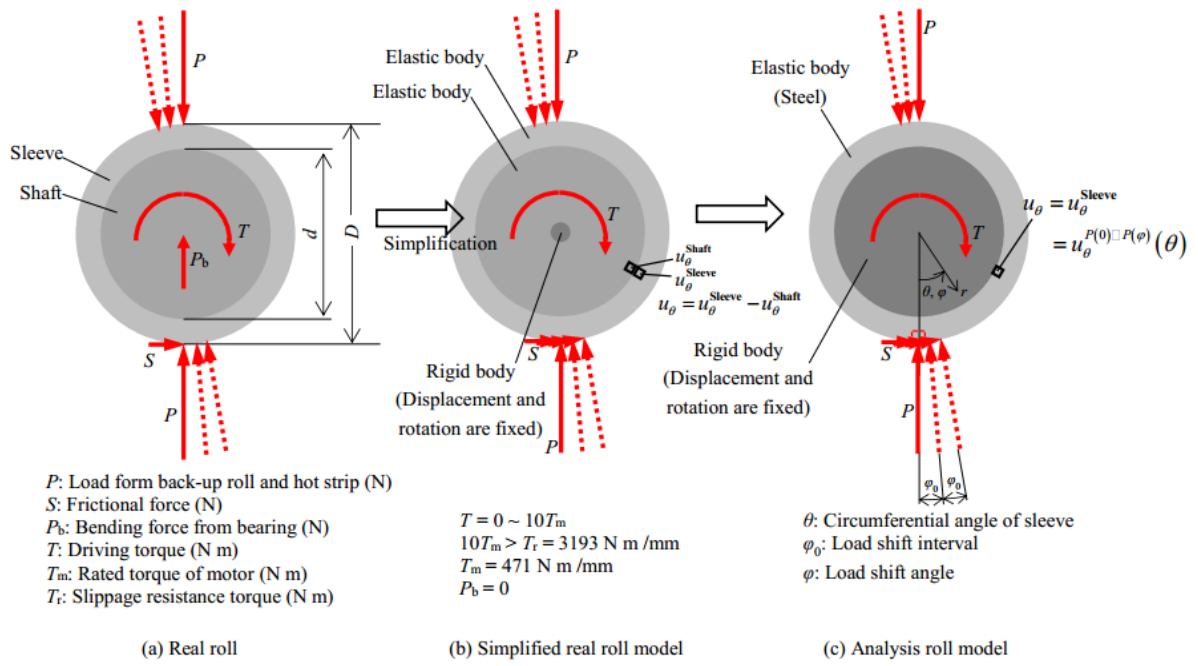 P
Sleeve
Shaft
T
d
D
P_b
S
P
P: Load form back-up roll and hot strip (N)
S: Frictional force (N)
P_b: Bending force from bearing (N)
T: Driving torque (N m)
T_m: Rated torque of motor (N m)
T_r: Slippage resistance torque (N m)
(a) Real roll
Simplification
P
Elastic body
Elastic body
T
u_θ^Shaft
u_θ^Sleeve
u_θ = u_θ^Sleeve − u_θ^Shaft
S
Rigid body
(Displacement and
rotation are fixed)
P
T = 0 ~ 10T_m
10T_m > T_r = 3193 N m /mm
T_m = 471 N m /mm
P_b = 0
(b) Simplified real roll model
P
Elastic body
(Steel)
T
u_θ = u_θ^Sleeve
= u_θ^P(0)□P(φ) (θ)
θ, φ
r
S
Rigid body
(Displacement and
rotation are fixed)
P
φ_0
φ_0
θ: Circumferential angle of sleeve
φ_0: Load shift interval
φ: Load shift angle
(c) Analysis roll model